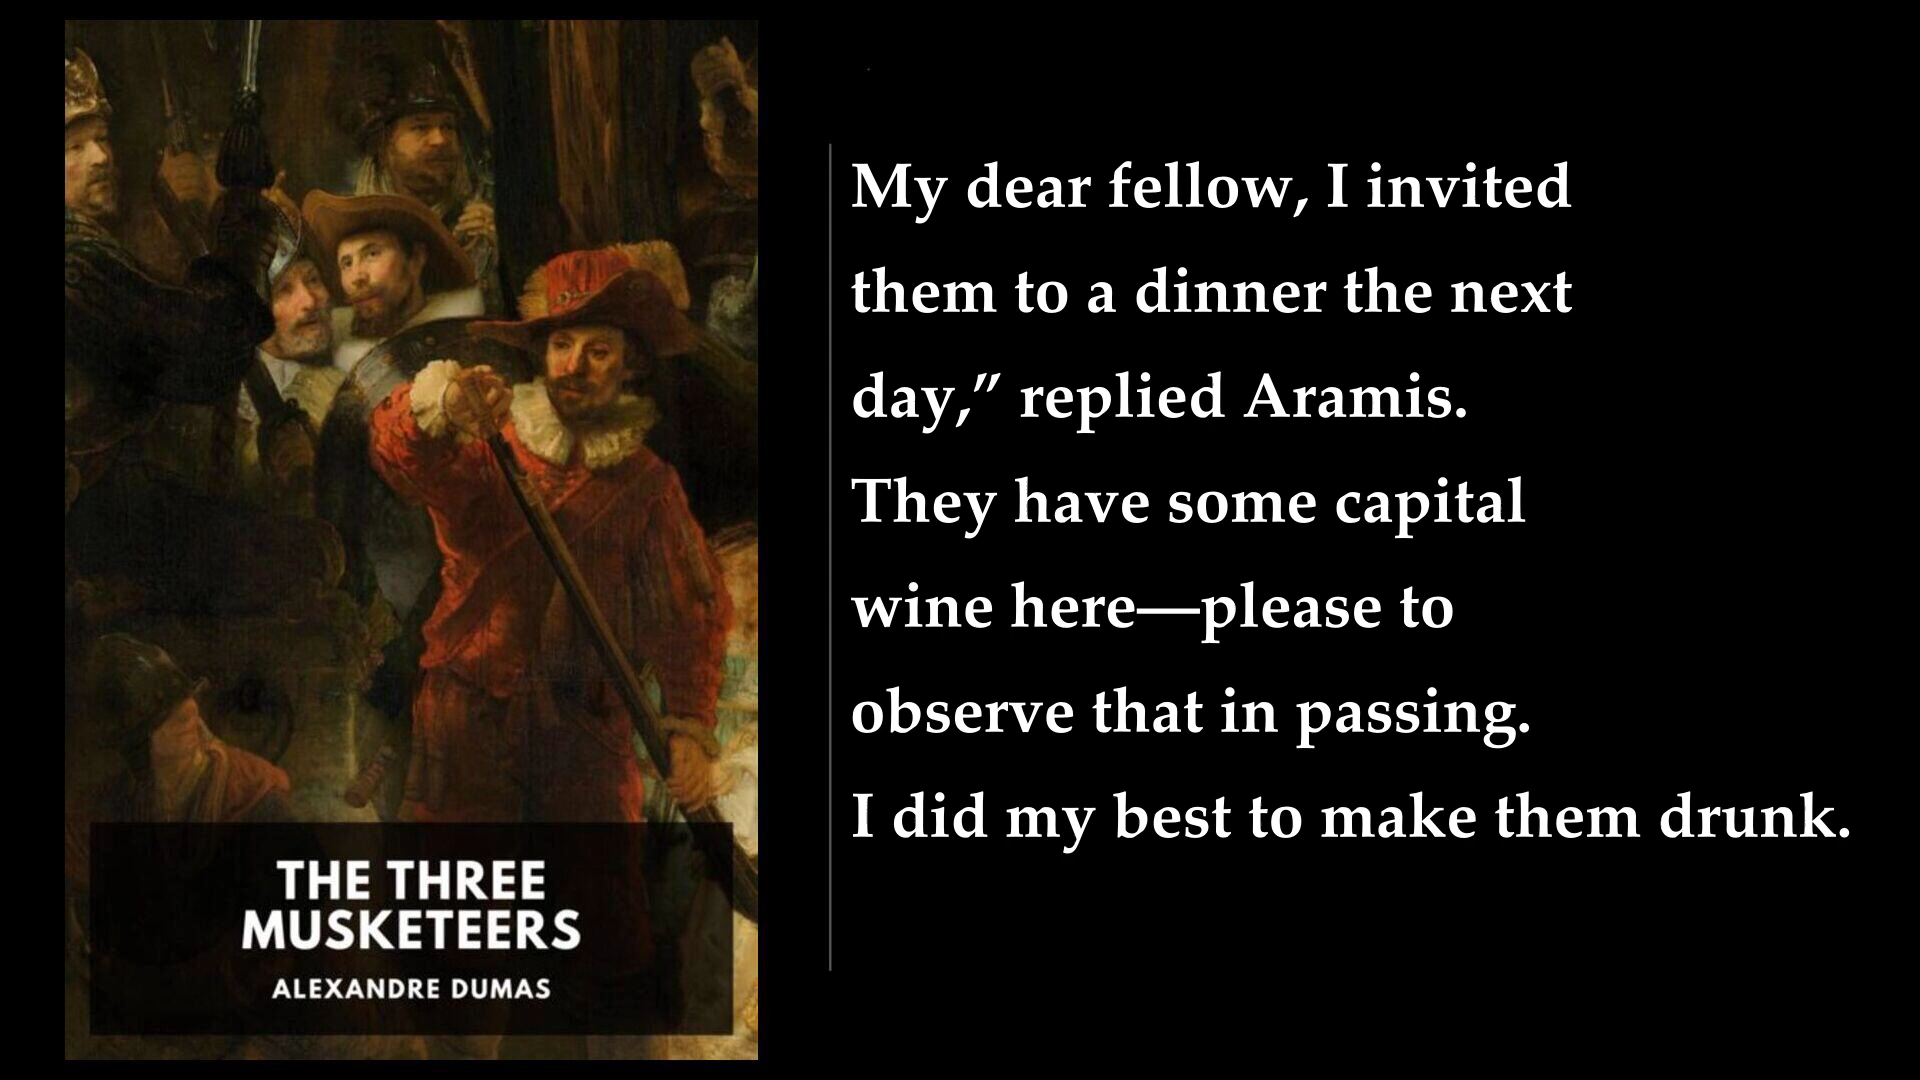 THE THREE
MUSKETEERS
ALEXANDRE DUMAS
My dear fellow, I invited
them to a dinner the next
day,” replied Aramis.
They have some capital
wine here—please to
observe that in passing.
I did my best to make them drunk.